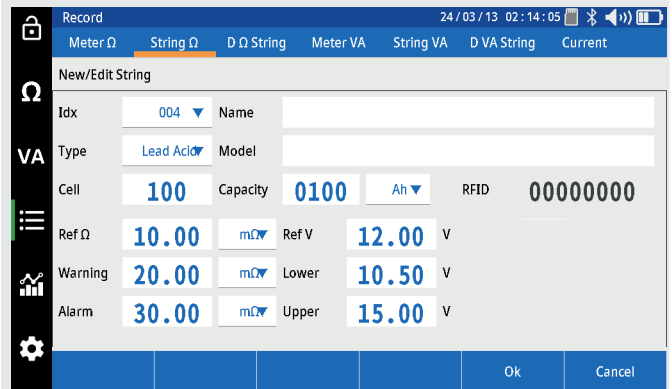 Record 24/03/13 02:14:05
Meter Ω String Ω D Ω String Meter VA String VA D VA String Current
New/Edit String
Ω
Idx 004 Name
VA
Type Lead Acid Model
Cell 100 Capacity 0100 Ah RFID 00000000
Ref Ω 10.00 mΩ Ref V 12.00 V
Warning 20.00 mΩ Lower 10.50 V
Alarm 30.00 mΩ Upper 15.00 V
Ok Cancel